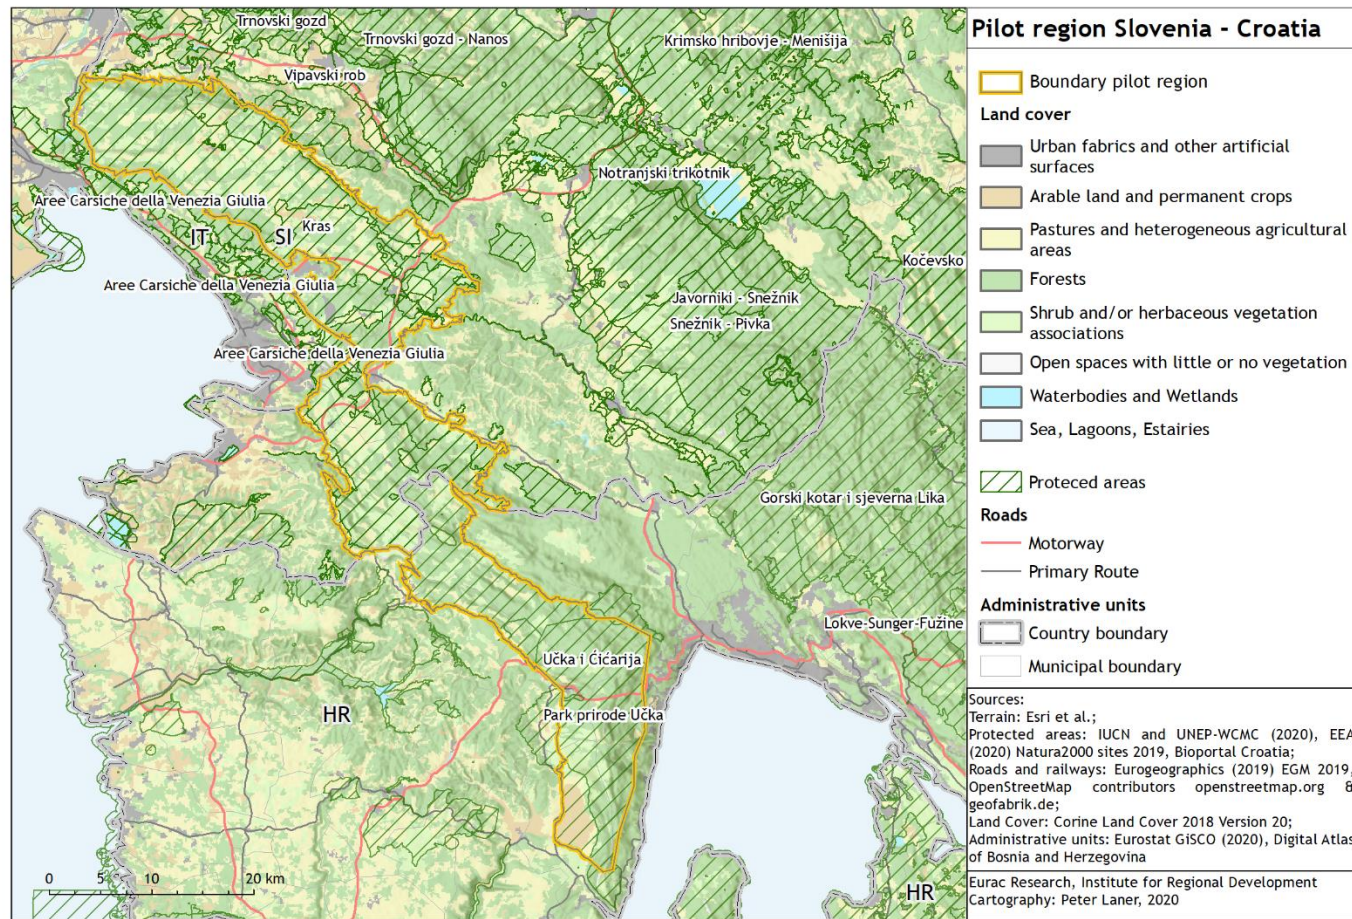 Trnovski gozd
Trnovski gozd - Nanos
Krimsko hribovje - Menišija
Vipavski rob
Notranjski trikotnik
Aree Carsiche della Venezia Giulia
Kras
IT
SI
Kočevsko
Aree Carsiche della Venezia Giulia
Javorniki - Snežnik
Snežnik - Pivka
Aree Carsiche della Venezia Giulia
Gorski kotar i sjeverna Lika
Lokve-Sunger-Fužine
Učka i Ćićarija
HR
Park prirode Učka
0 5 10 20 km
HR
Pilot region Slovenia - Croatia
Boundary pilot region
Land cover
Urban fabrics and other artificial
surfaces
Arable land and permanent crops
Pastures and heterogeneous agricultural
areas
Forests
Shrub and/or herbaceous vegetation
associations
Open spaces with little or no vegetation
Waterbodies and Wetlands
Sea, Lagoons, Estairies
Proteced areas
Roads
Motorway
Primary Route
Administrative units
Country boundary
Municipal boundary
Sources:
Terrain: Esri et al.;
Protected areas: IUCN and UNEP-WCMC (2020), EEA
(2020) Natura2000 sites 2019, Bioportal Croatia;
Roads and railways: Eurogeographics (2019) EGM 2019,
OpenStreetMap contributors openstreetmap.org &
geofabrik.de;
Land Cover: Corine Land Cover 2018 Version 20;
Administrative units: Eurostat GiSCO (2020), Digital Atlas
of Bosnia and Herzegovina
Eurac Research, Institute for Regional Development
Cartography: Peter Laner, 2020